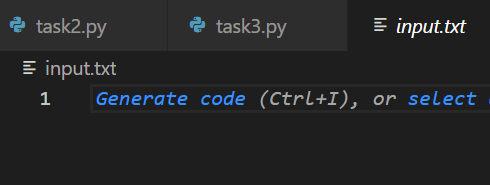 task2.py task3.py input.txt
input.txt
1 Generate code (Ctrl+I), or select